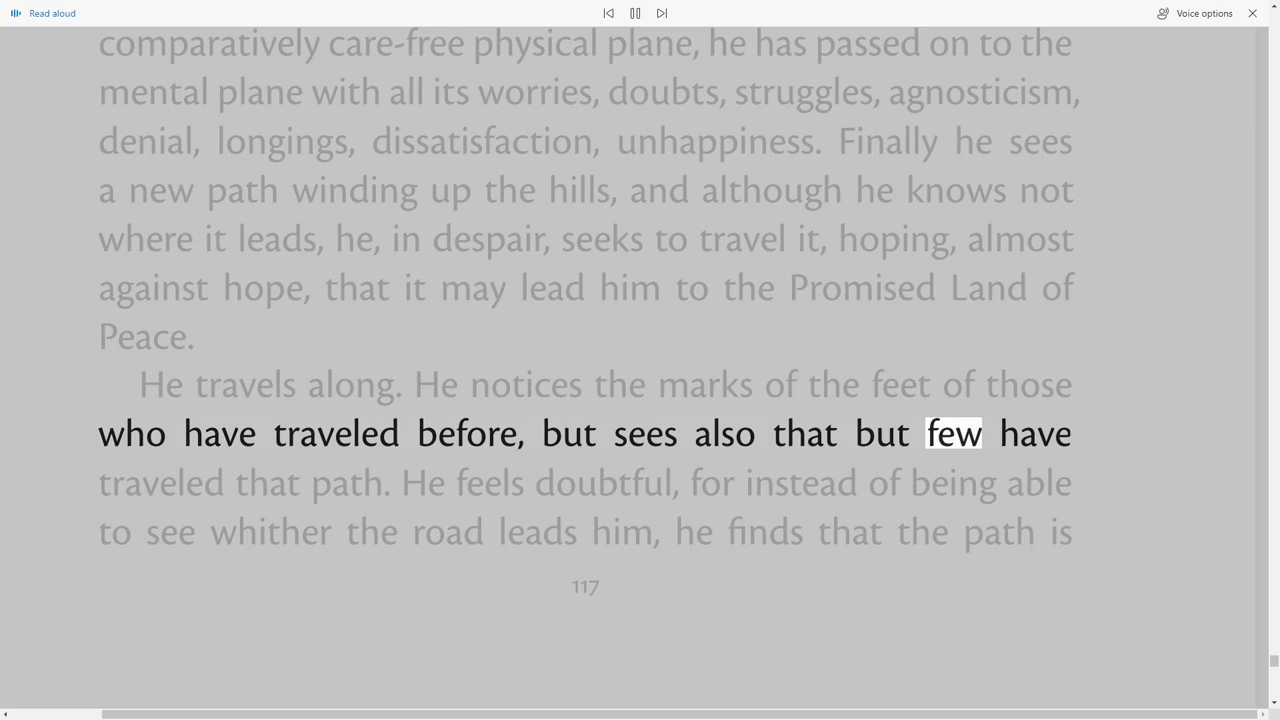 Read aloud
Voice options
comparatively care-free physical plane, he has passed on to the
mental plane with all its worries, doubts, struggles, agnosticism,
denial, longings, dissatisfaction, unhappiness. Finally he sees
a new path winding up the hills, and although he knows not
where it leads, he, in despair, seeks to travel it, hoping, almost
against hope, that it may lead him to the Promised Land of
Peace.
He travels along. He notices the marks of the feet of those
who have traveled before, but sees also that but few have
traveled that path. He feels doubtful, for instead of being able
to see whither the road leads him, he finds that the path is
117